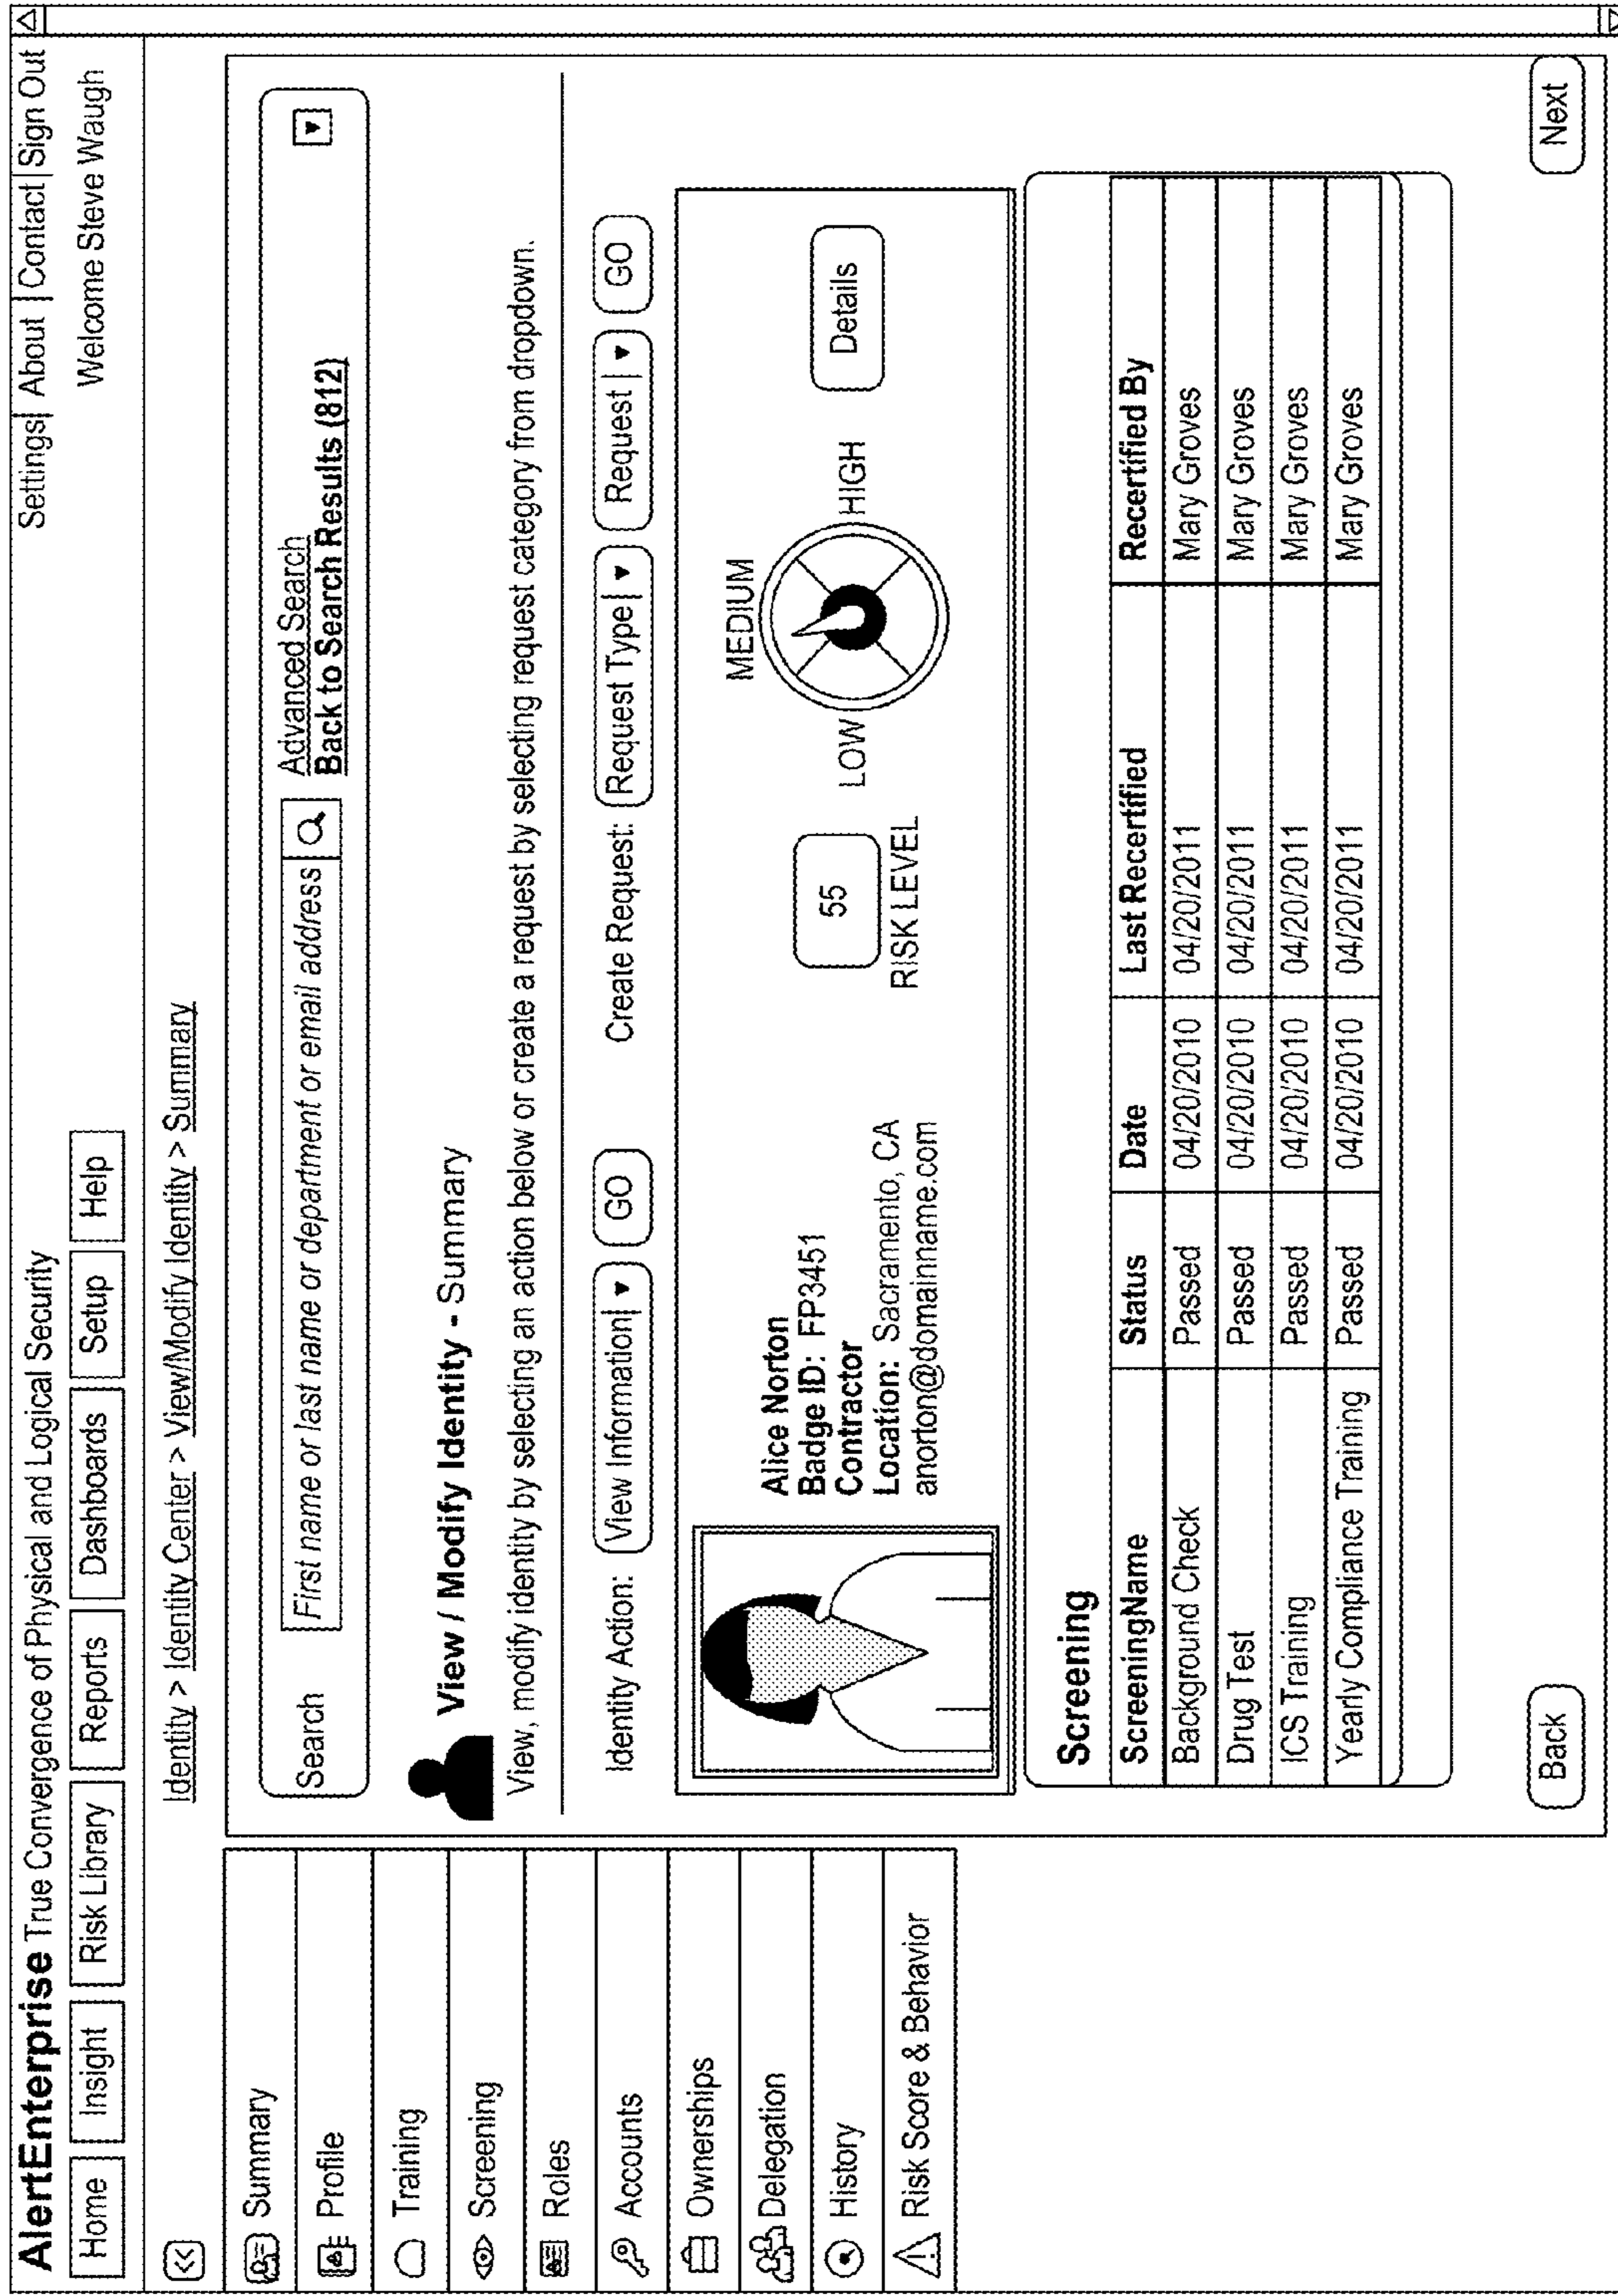 AlertEnterprise True Convergence of Physical and Logical Security
Settings| About |Contact|Sign Out
Home Insight Risk Library Reports Dashboards Setup Help
Welcome Steve Waugh
<<
Identity > Identity Center > View/Modify Identity > Summary
Summary
Profile
Training
Screening
Roles
Accounts
Ownerships
Delegation
History
Risk Score & Behavior
Search
First name or last name or department or email address
Advanced Search
Back to Search Results (812)
View / Modify Identity - Summary
View, modify identity by selecting an action below or create a request by selecting request category from dropdown.
Identity Action: View Information GO Create Request: Request Type Request GO
Alice Norton
Badge ID: FP3451
Contractor
Location: Sacramento, CA
anorton@domainname.com
55
RISK LEVEL
LOW
MEDIUM
HIGH
Details
Screening
ScreeningName Status Date Last Recertified Recertified By
Background Check Passed 04/20/2010 04/20/2011 Mary Groves
Drug Test Passed 04/20/2010 04/20/2011 Mary Groves
ICS Training Passed 04/20/2010 04/20/2011 Mary Groves
Yearly Compliance Training Passed 04/20/2010 04/20/2011 Mary Groves
Back Next